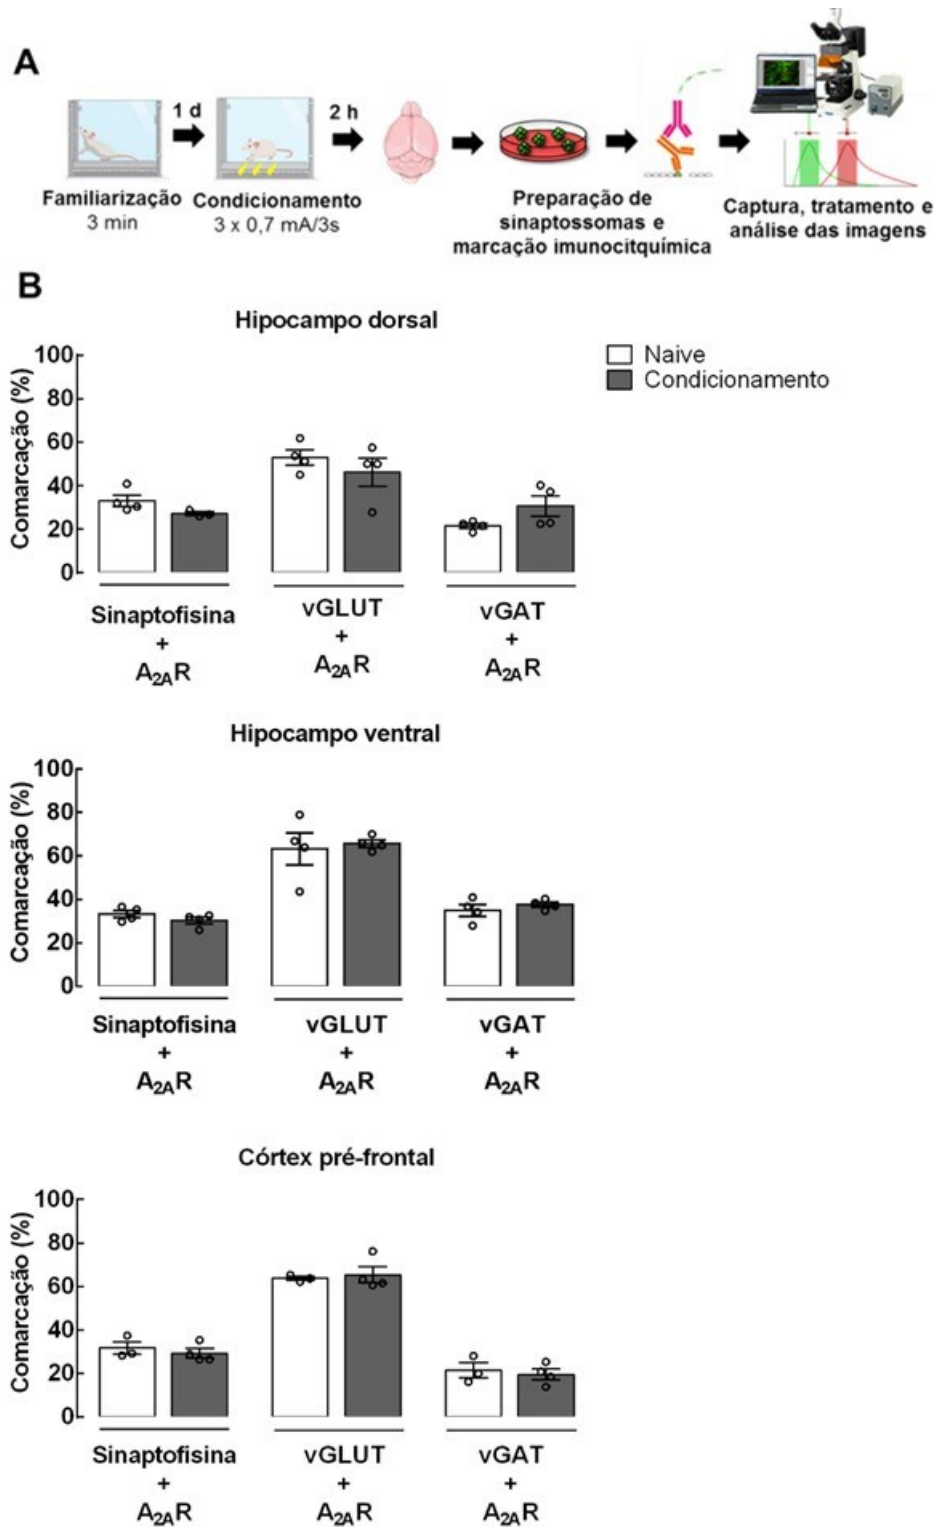 A
1 d
2 h
Familiarização
3 min
Condicionamento
3 x 0,7 mA/3s
Preparação de
sinaptossomas e
marcação imunocitquímica
Captura, tratamento e
análise das imagens
B
Hipocampo dorsal
Naive
Condicionamento
Comarcação (%)
100
80
60
40
20
0
Sinaptofisina
+
A2AR
vGLUT
+
A2AR
vGAT
+
A2AR
Hipocampo ventral
Comarcação (%)
100
80
60
40
20
0
Sinaptofisina
+
A2AR
vGLUT
+
A2AR
vGAT
+
A2AR
Córtex pré-frontal
Comarcação (%)
100
80
60
40
20
0
Sinaptofisina
+
A2AR
vGLUT
+
A2AR
vGAT
+
A2AR